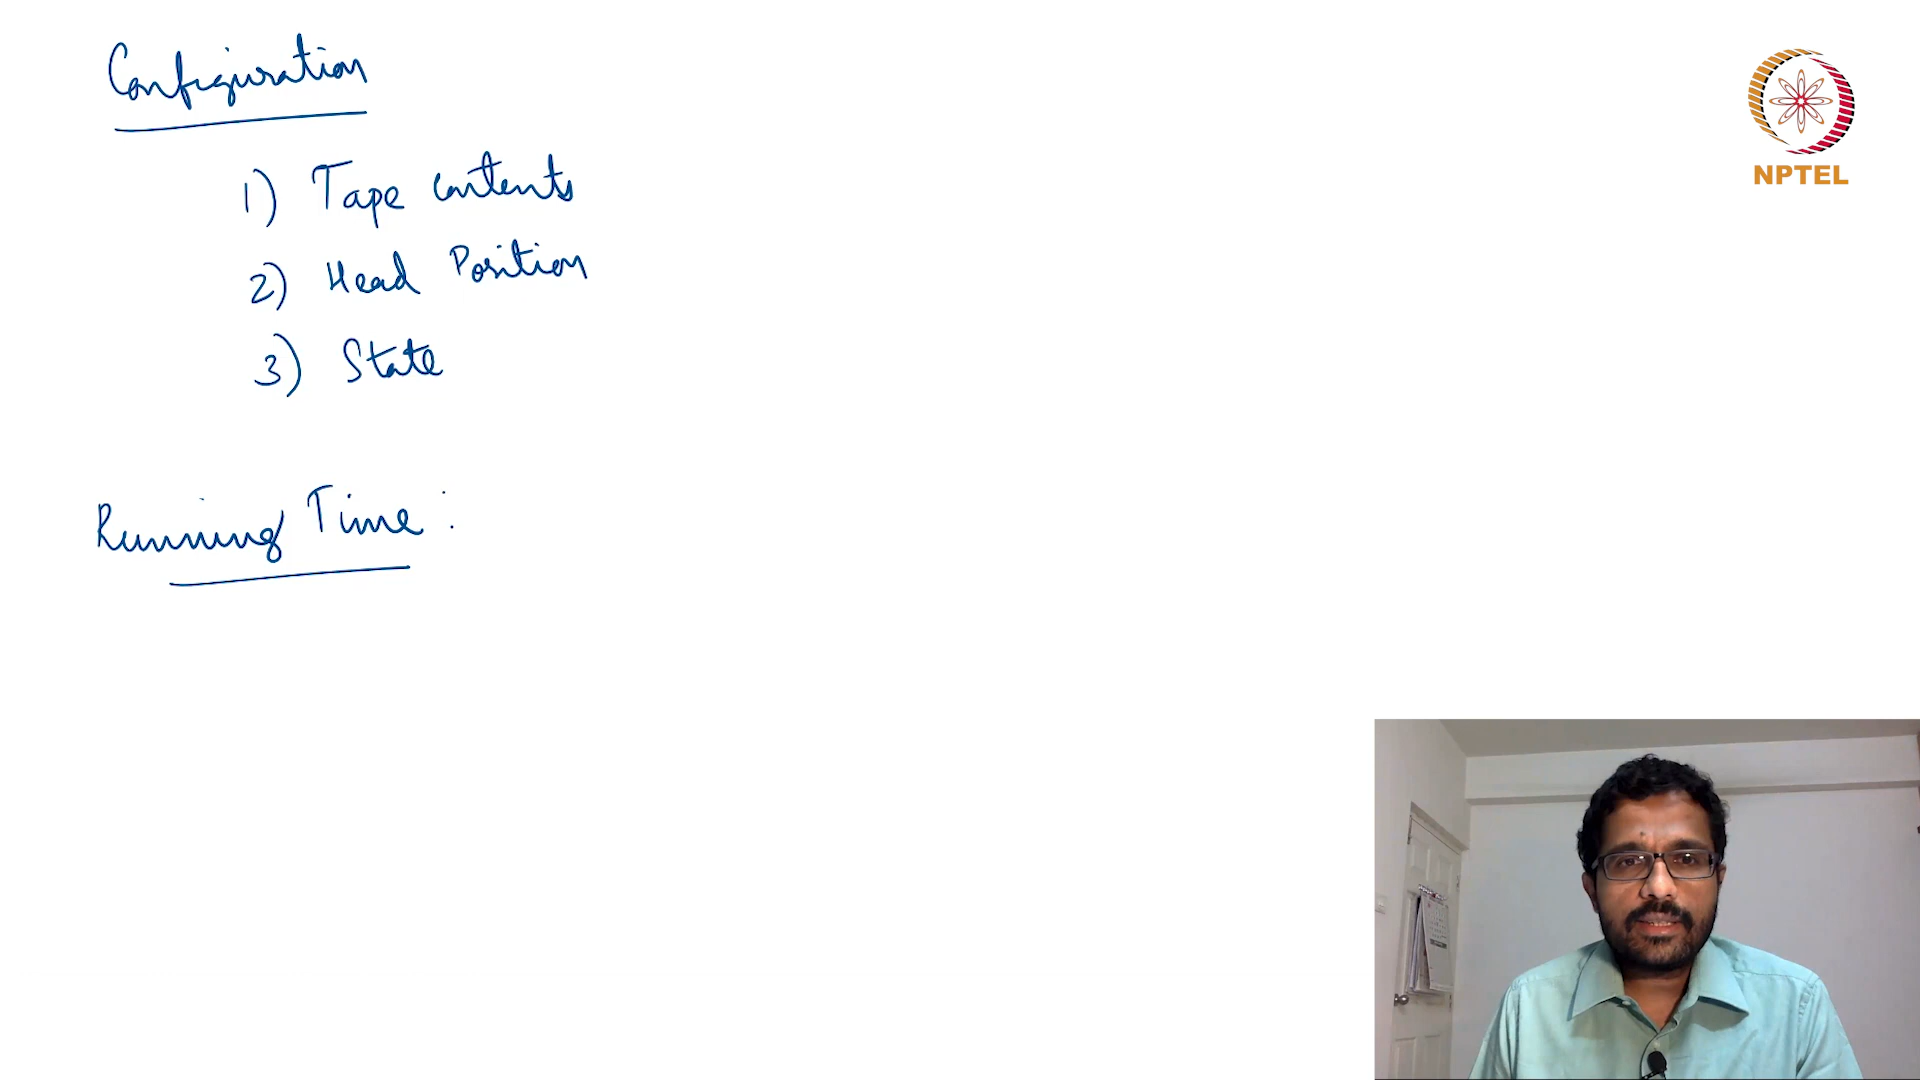 Configuration
1) Tape contents
2) Head Position
3) State
Running Time :
NPTEL